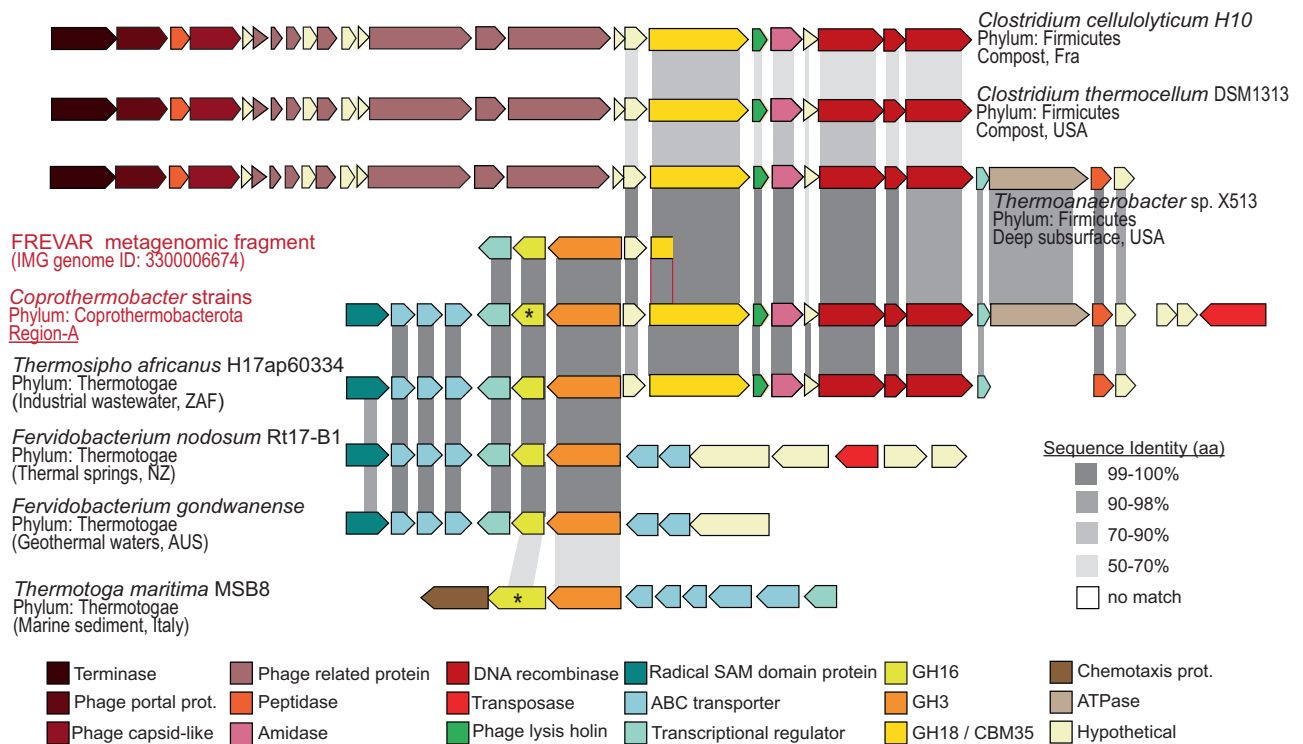 Clostridium cellulolyticum H10
Phylum: Firmicutes
Compost, Fra
Clostridium thermocellum DSM1313
Phylum: Firmicutes
Compost, USA
Thermoanaerobacter sp. X513
Phylum: Firmicutes
Deep subsurface, USA
FREVAR metagenomic fragment
(IMG genome ID: 3300006674)
Coprothermobacter strains
Phylum: Coprothermobacterota
Region-A
*
Thermosipho africanus H17ap60334
Phylum: Thermotogae
(Industrial wastewater, ZAF)
Fervidobacterium nodosum Rt17-B1
Phylum: Thermotogae
(Thermal springs, NZ)
Fervidobacterium gondwanense
Phylum: Thermotogae
(Geothermal waters, AUS)
Thermotoga maritima MSB8
Phylum: Thermotogae
(Marine sediment, Italy)
*
Sequence Identity (aa)
99-100%
90-98%
70-90%
50-70%
no match
Terminase
Phage related protein
DNA recombinase
Radical SAM domain protein
GH16
Chemotaxis prot.
Phage portal prot.
Peptidase
Transposase
ABC transporter
GH3
ATPase
Phage capsid-like
Amidase
Phage lysis holin
Transcriptional regulator
GH18 / CBM35
Hypothetical